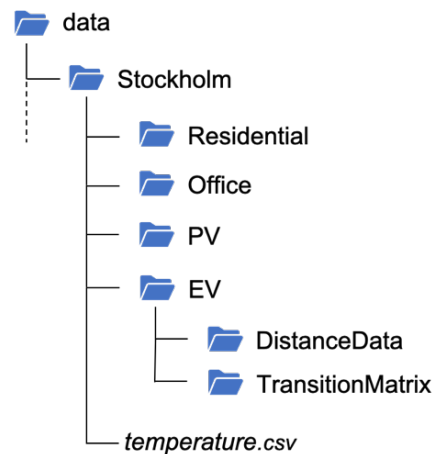 data
Stockholm
Residential
Office
PV
EV
DistanceData
TransitionMatrix
temperature.csv